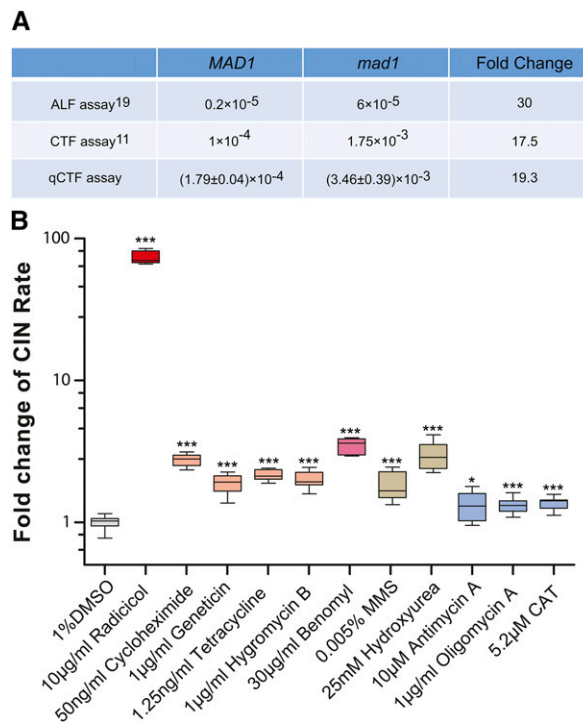 A
MAD1 mad1 Fold Change
ALF assay19 0.2×10-5 6×10-5 30
CTF assay11 1×10-4 1.75×10-3 17.5
qCTF assay (1.79±0.04)×10-4 (3.46±0.39)×10-3 19.3
B
Fold change of CIN Rate
100
10
1
***
***
***
***
***
***
***
***
*
***
***
1%DMSO
10µg/ml Radicicol
50ng/ml Cycloheximide
1µg/ml Geneticin
1.25ng/ml Tetracycline
1µg/ml Hygromycin B
30µg/ml Benomyl
0.005% MMS
25mM Hydroxyurea
10µM Antimycin A
1µg/ml Oligomycin A
5.2µM CAT